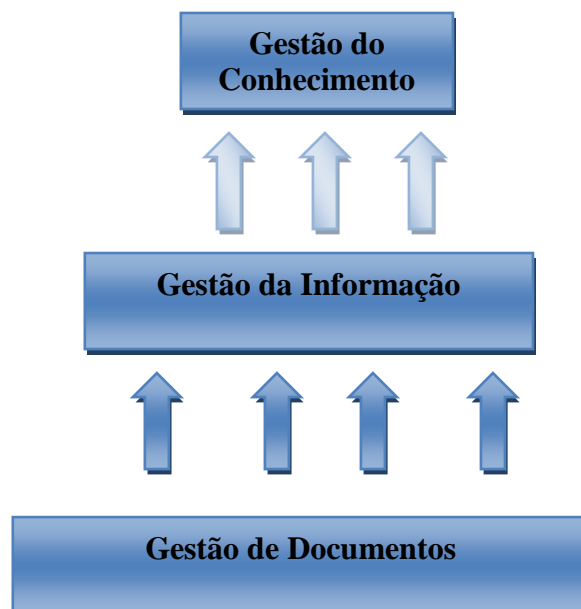 Gestão do
Conhecimento
Gestão da Informação
Gestão de Documentos